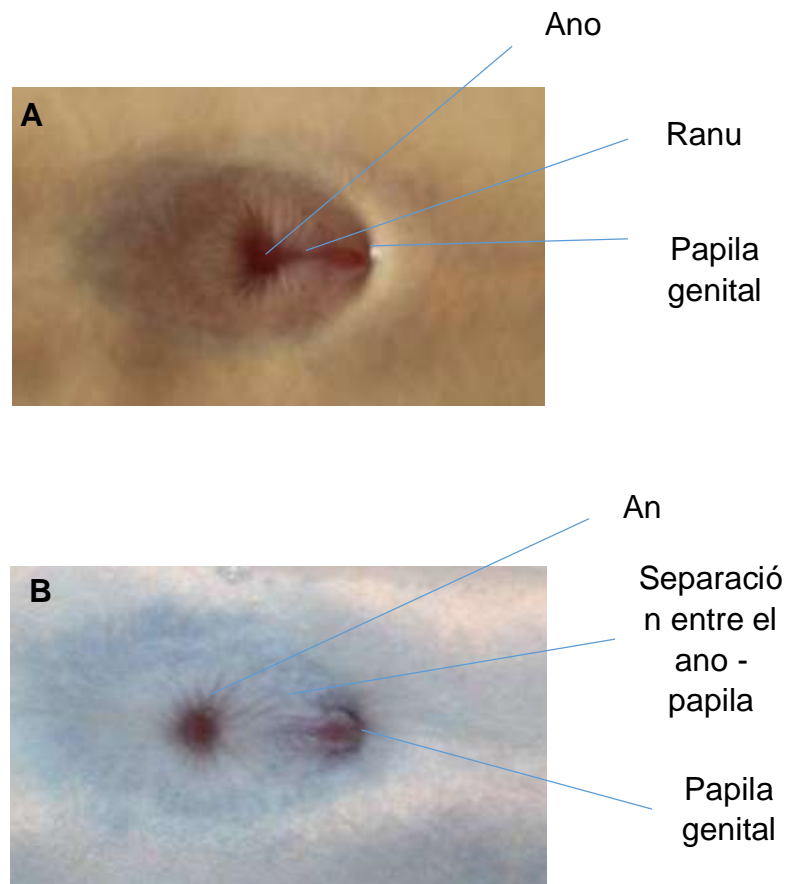 Ano
A
Ranu
Papila
genital
An
B
Separació
n entre el
ano -
papila
Papila
genital